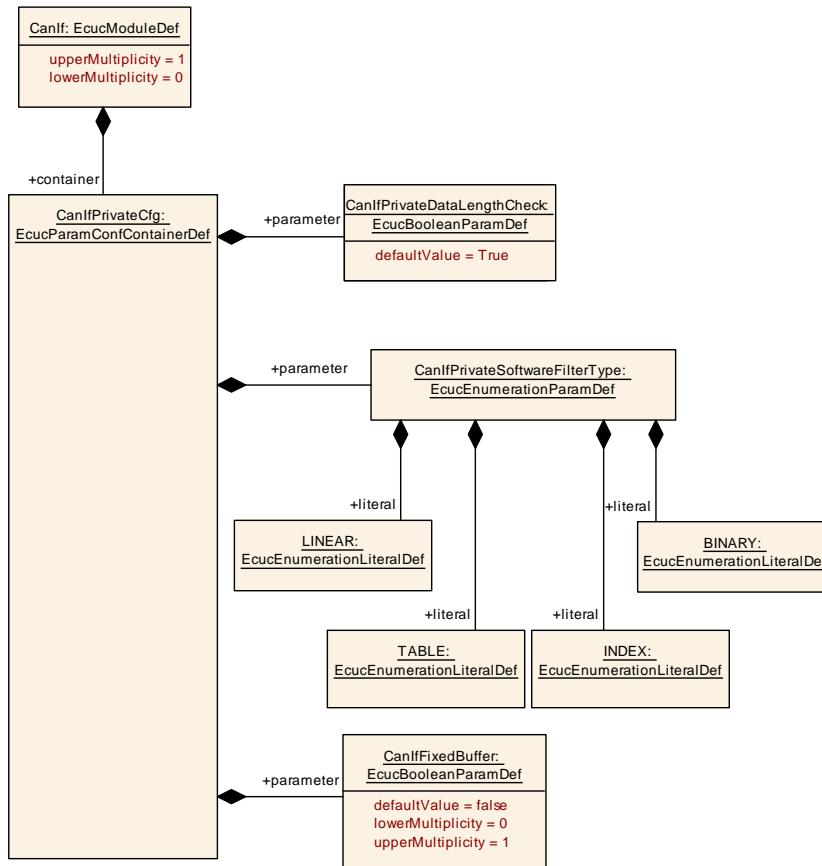 CanIf: EcucModuleDef
upperMultiplicity = 1
lowerMultiplicity = 0
+container
CanIfPrivateCfg:
EcucParamConfContainerDef
+parameter
CanIfPrivateDataLengthCheck:
EcucBooleanParamDef
defaultValue = True
+parameter
CanIfPrivateSoftwareFilterType:
EcucEnumerationParamDef
+literal
LINEAR:
EcucEnumerationLiteralDef
+literal
BINARY:
EcucEnumerationLiteralDe
+literal
TABLE:
EcucEnumerationLiteralDef
+literal
INDEX:
EcucEnumerationLiteralDef
+parameter
CanIfFixedBuffer:
EcucBooleanParamDef
defaultValue = false
lowerMultiplicity = 0
upperMultiplicity = 1